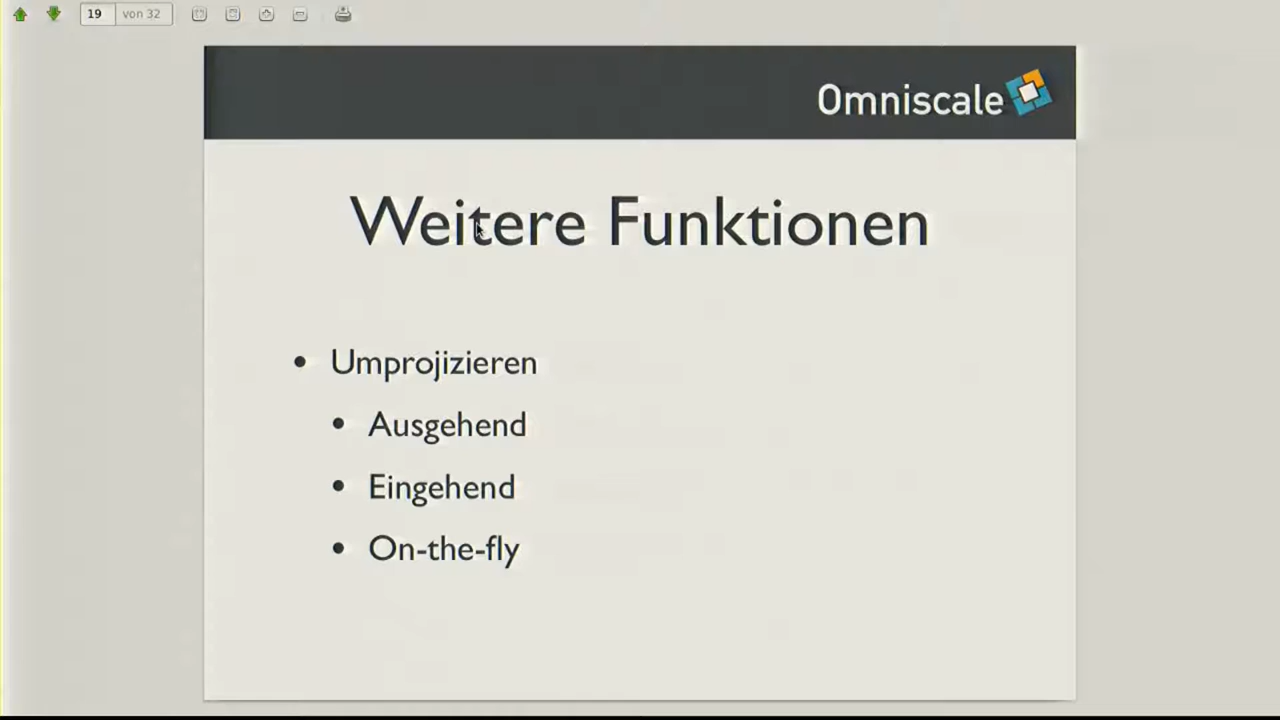 19 von 32
Omniscale
Weitere Funktionen
• Umprojizieren
• Ausgehend
• Eingehend
• On-the-fly